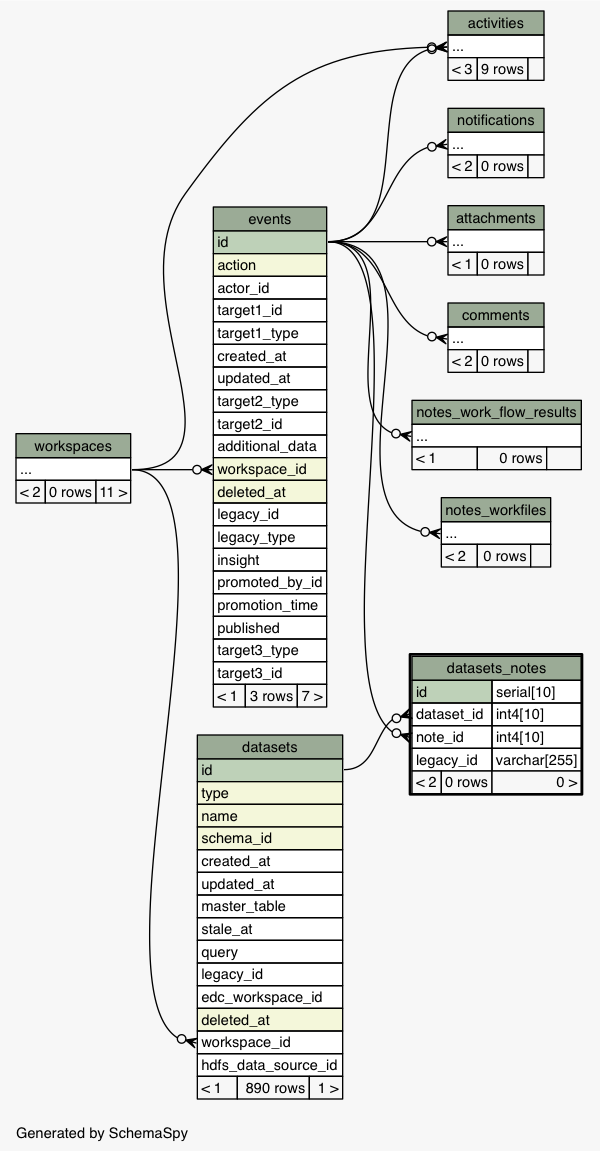 activities
...
< 3 9 rows
notifications
...
< 2 0 rows
attachments
...
< 1 0 rows
comments
...
< 2 0 rows
notes_work_flow_results
...
< 1 0 rows
notes_workfiles
...
< 2 0 rows
events
id
action
actor_id
target1_id
target1_type
created_at
updated_at
target2_type
target2_id
additional_data
workspace_id
deleted_at
legacy_id
legacy_type
insight
promoted_by_id
promotion_time
published
target3_type
target3_id
< 1 3 rows 7 >
workspaces
...
< 2 0 rows 11 >
datasets_notes
id serial[10]
dataset_id int4[10]
note_id int4[10]
legacy_id varchar[255]
< 2 0 rows 0 >
datasets
id
type
name
schema_id
created_at
updated_at
master_table
stale_at
query
legacy_id
edc_workspace_id
deleted_at
workspace_id
hdfs_data_source_id
< 1 890 rows 1 >
Generated by SchemaSpy